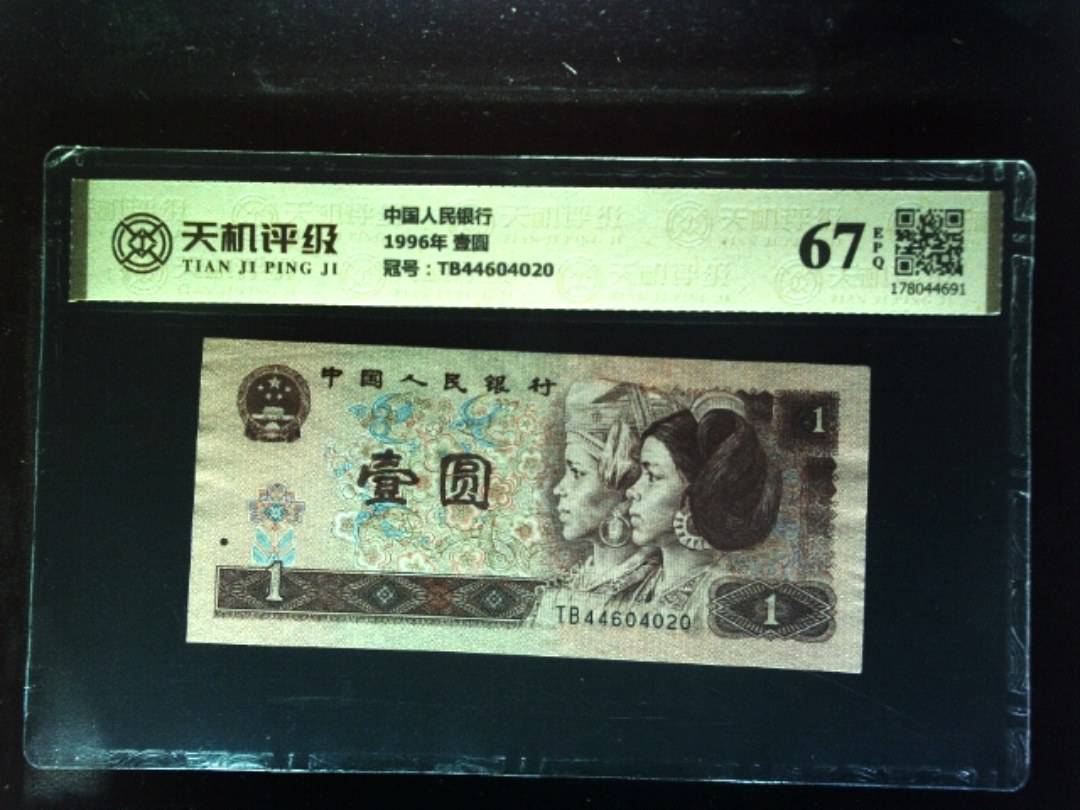 天机评级
TIAN JI PING JI
中国人民银行
1996年 壹圆
冠号：TB44604020
67
EPQ
178044691
中国人民银行
1
壹圆
1
TB44604020
1